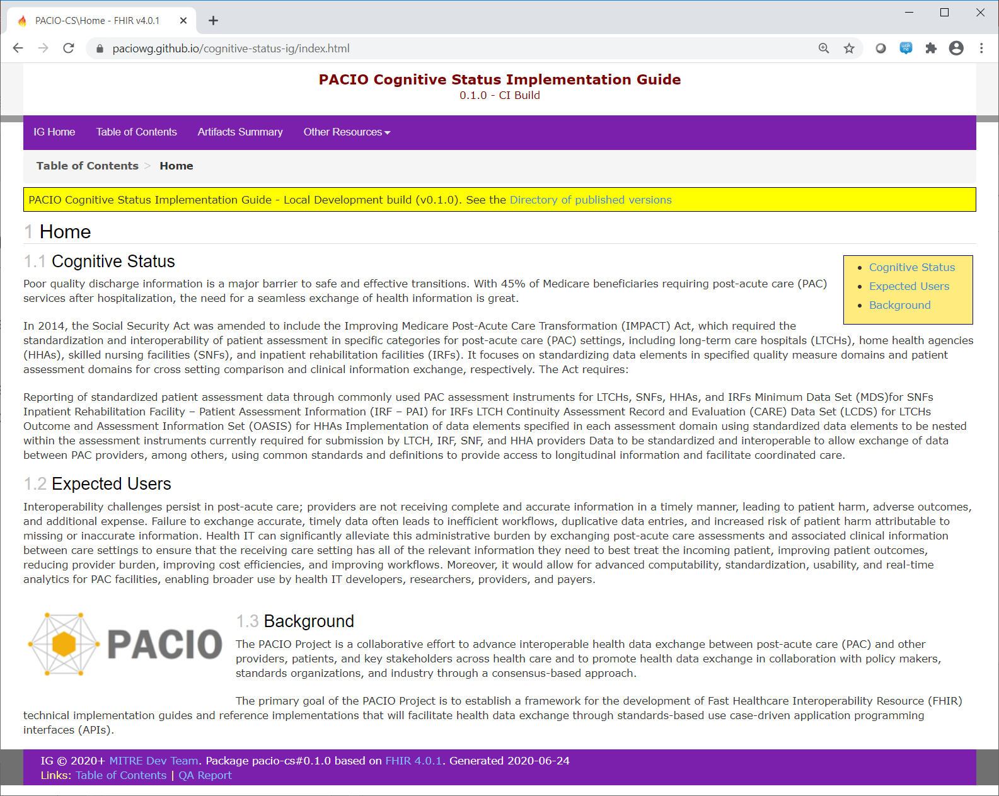 PACIO-CS\Home - FHIR v4.0.1
paciowg.github.io/cognitive-status-ig/index.html
walk me
PACIO Cognitive Status Implementation Guide
0.1.0 - CI Build
IG Home Table of Contents Artifacts Summary Other Resources
Table of Contents > Home
PACIO Cognitive Status Implementation Guide - Local Development build (v0.1.0). See the Directory of published versions
1 Home
1.1 Cognitive Status
Cognitive Status
Expected Users
Background
Poor quality discharge information is a major barrier to safe and effective transitions. With 45% of Medicare beneficiaries requiring post-acute care (PAC)
services after hospitalization, the need for a seamless exchange of health information is great.
In 2014, the Social Security Act was amended to include the Improving Medicare Post-Acute Care Transformation (IMPACT) Act, which required the
standardization and interoperability of patient assessment in specific categories for post-acute care (PAC) settings, including long-term care hospitals (LTCHs), home health agencies
(HHAs), skilled nursing facilities (SNFs), and inpatient rehabilitation facilities (IRFs). It focuses on standardizing data elements in specified quality measure domains and patient
assessment domains for cross setting comparison and clinical information exchange, respectively. The Act requires:
Reporting of standardized patient assessment data through commonly used PAC assessment instruments for LTCHs, SNFs, HHAs, and IRFs Minimum Data Set (MDS)for SNFs
Inpatient Rehabilitation Facility – Patient Assessment Information (IRF – PAI) for IRFs LTCH Continuity Assessment Record and Evaluation (CARE) Data Set (LCDS) for LTCHs
Outcome and Assessment Information Set (OASIS) for HHAs Implementation of data elements specified in each assessment domain using standardized data elements to be nested
within the assessment instruments currently required for submission by LTCH, IRF, SNF, and HHA providers Data to be standardized and interoperable to allow exchange of data
between PAC providers, among others, using common standards and definitions to provide access to longitudinal information and facilitate coordinated care.
1.2 Expected Users
Interoperability challenges persist in post-acute care; providers are not receiving complete and accurate information in a timely manner, leading to patient harm, adverse outcomes,
and additional expense. Failure to exchange accurate, timely data often leads to inefficient workflows, duplicative data entries, and increased risk of patient harm attributable to
missing or inaccurate information. Health IT can significantly alleviate this administrative burden by exchanging post-acute care assessments and associated clinical information
between care settings to ensure that the receiving care setting has all of the relevant information they need to best treat the incoming patient, improving patient outcomes,
reducing provider burden, improving cost efficiencies, and improving workflows. Moreover, it would allow for advanced computability, standardization, usability, and real-time
analytics for PAC facilities, enabling broader use by health IT developers, researchers, providers, and payers.
PACIO
1.3 Background
The PACIO Project is a collaborative effort to advance interoperable health data exchange between post-acute care (PAC) and other
providers, patients, and key stakeholders across health care and to promote health data exchange in collaboration with policy makers,
standards organizations, and industry through a consensus-based approach.
The primary goal of the PACIO Project is to establish a framework for the development of Fast Healthcare Interoperability Resource (FHIR)
technical implementation guides and reference implementations that will facilitate health data exchange through standards-based use case-driven application programming
interfaces (APIs).
IG © 2020+ MITRE Dev Team. Package pacio-cs#0.1.0 based on FHIR 4.0.1. Generated 2020-06-24
Links: Table of Contents | QA Report